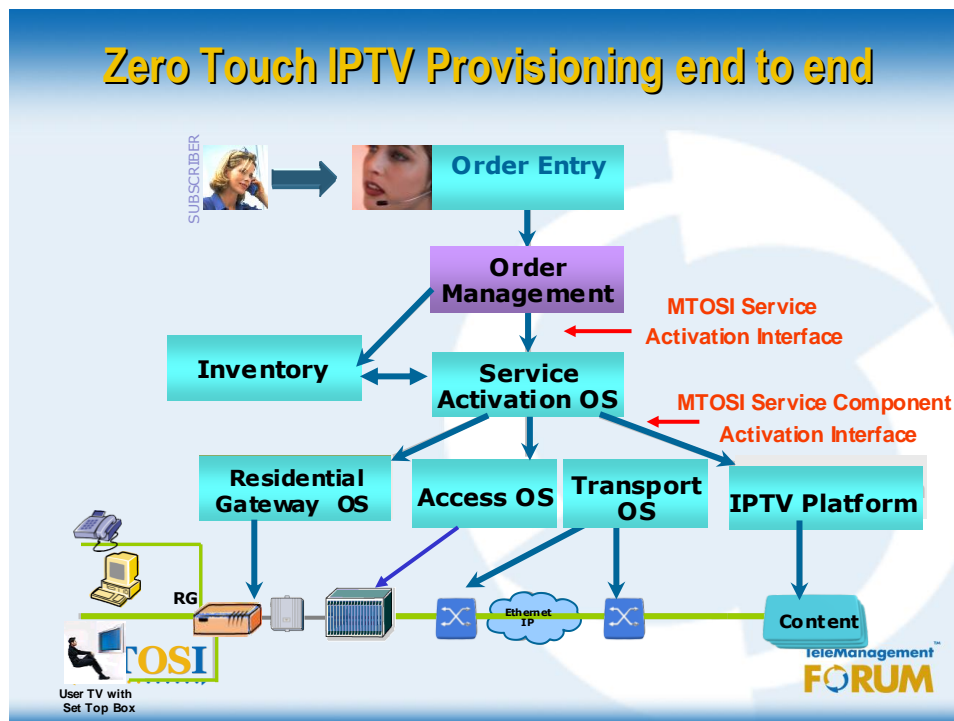 Zero Touch IPTV Provisioning end to end
SUBSCRIBER
Order Entry
Order
Management
MTOSI Service
Activation Interface
Inventory
Service
Activation OS
MTOSI Service Component
Activation Interface
Residential
Gateway OS
Access OS
Transport
OS
IPTV Platform
RG
Ethernet
IP
Content
TOSI
User TV with
Set Top Box
TeleManagement™
FORUM